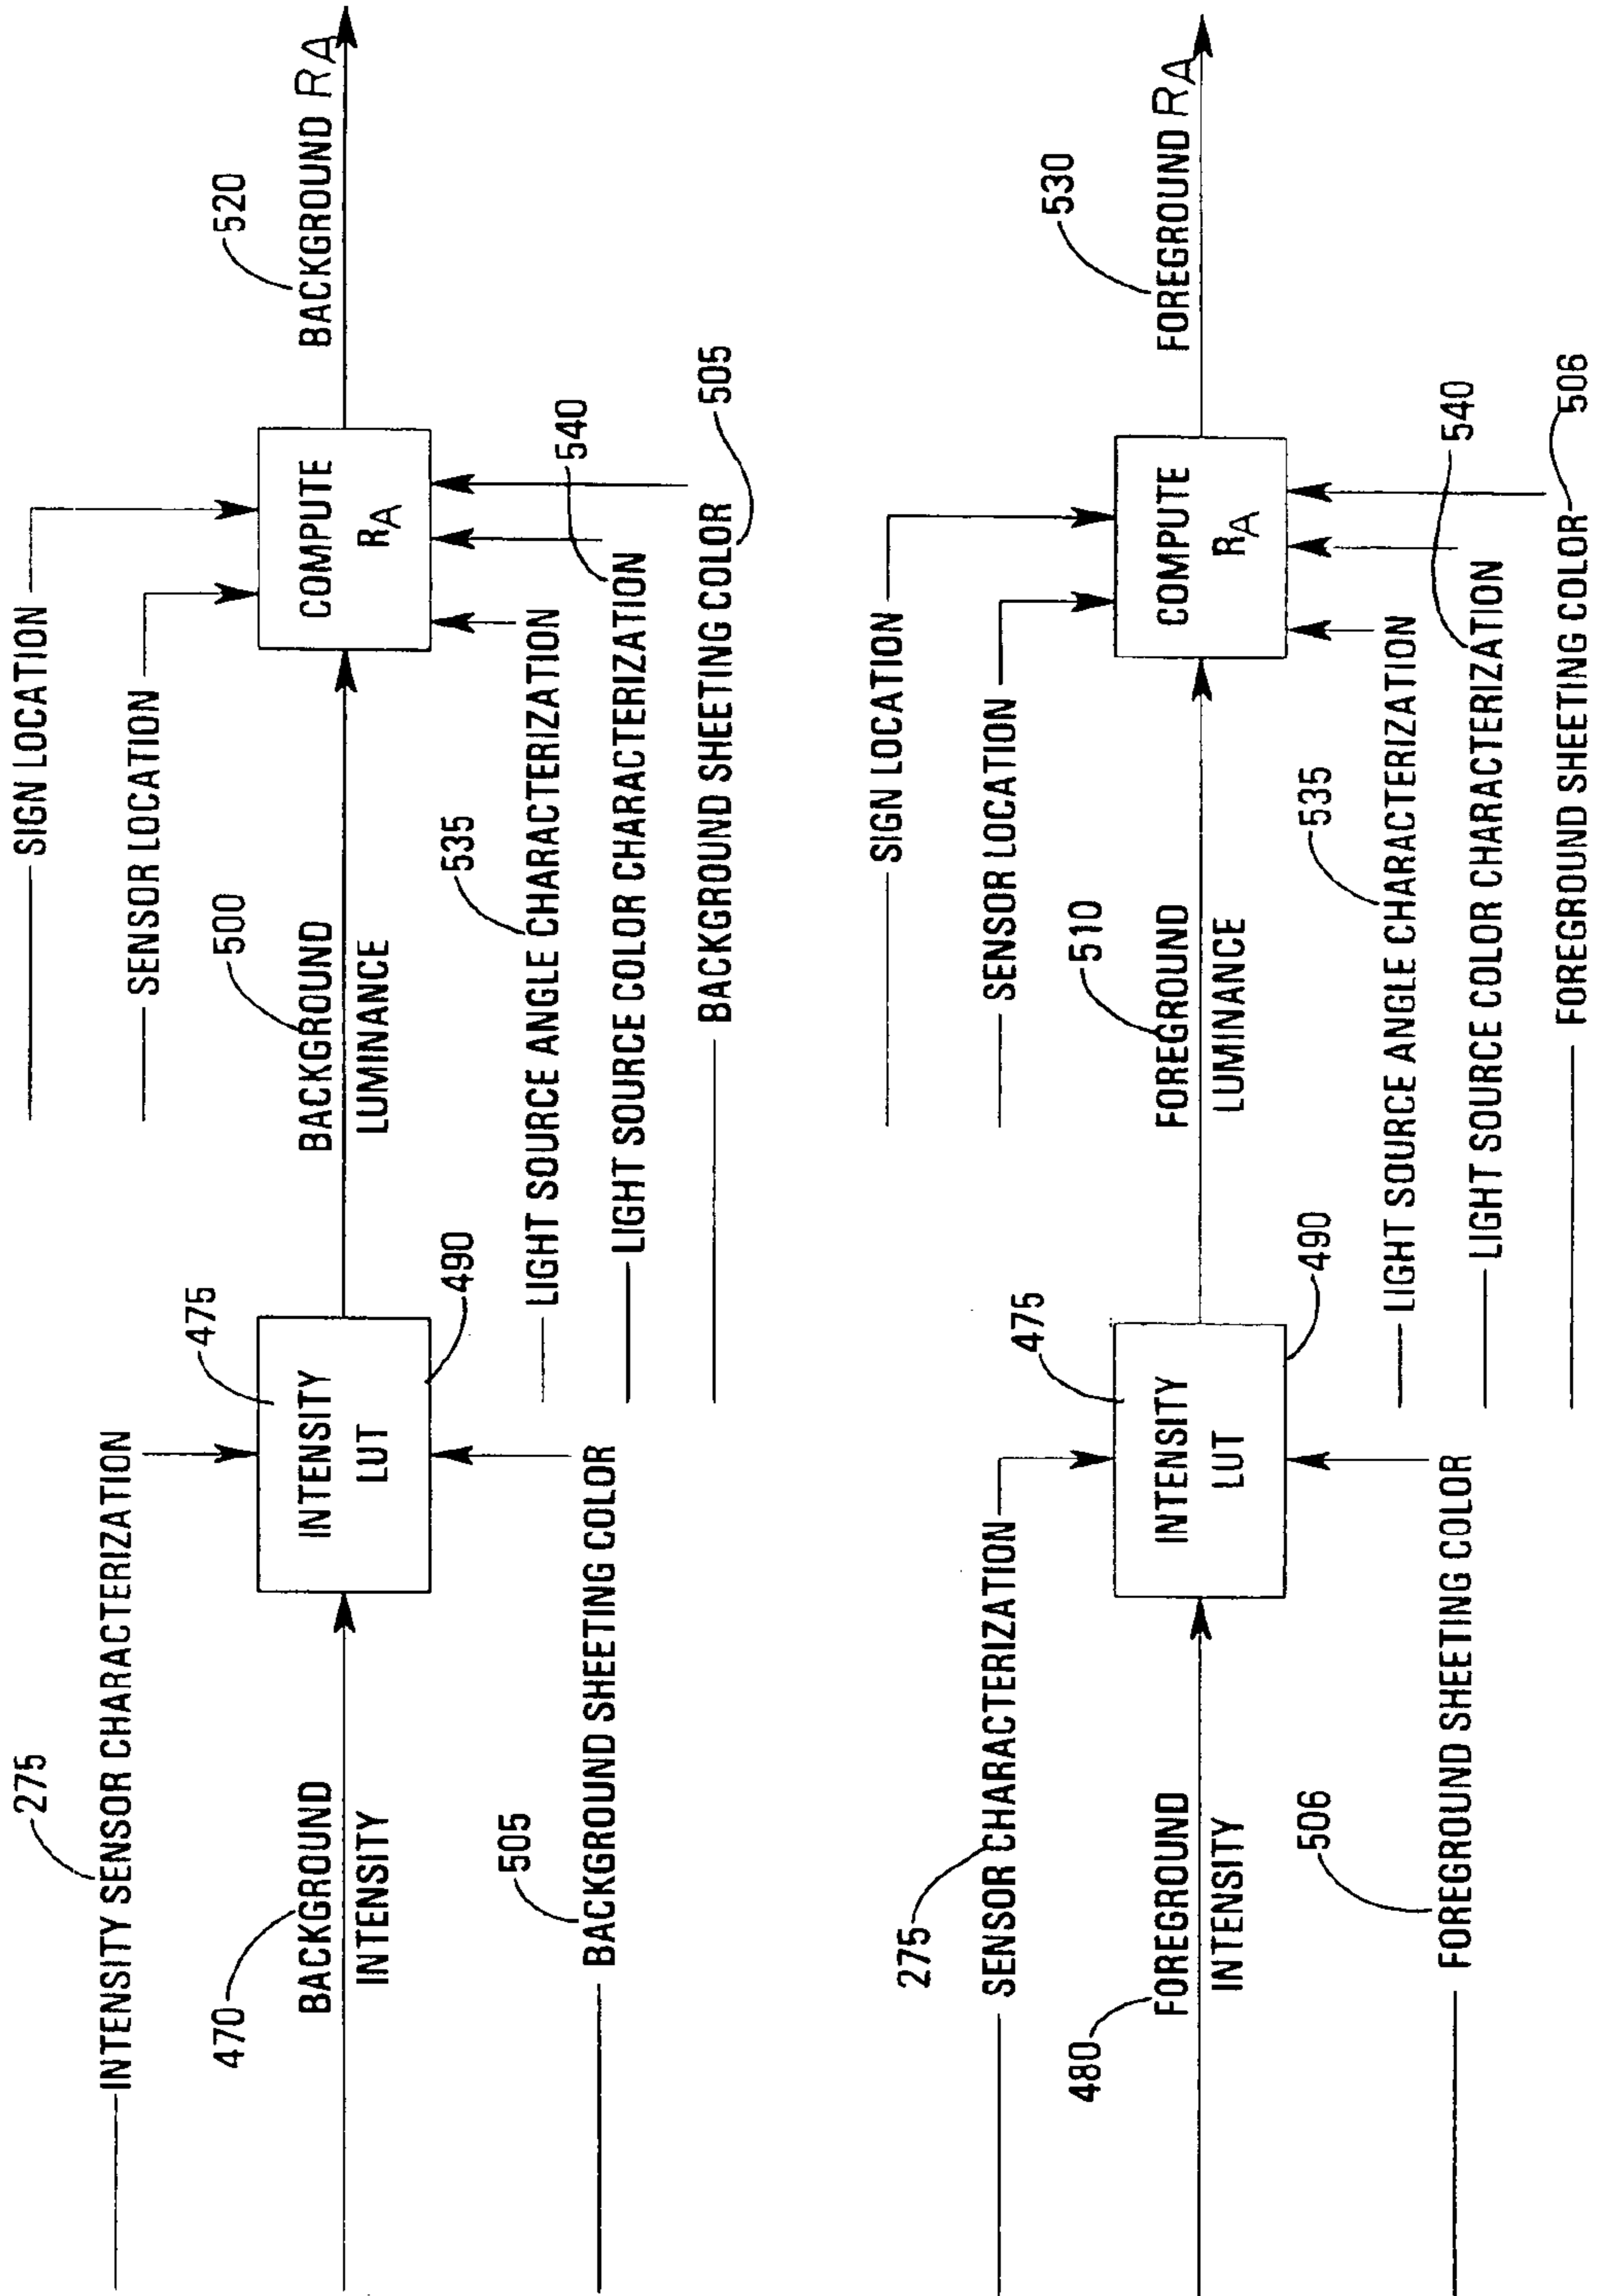 275
INTENSITY SENSOR CHARACTERIZATION
470
BACKGROUND
INTENSITY
505
BACKGROUND SHEETING COLOR
475
INTENSITY
LUT
490
SIGN LOCATION
SENSOR LOCATION
500
BACKGROUND
LUMINANCE
535
LIGHT SOURCE ANGLE CHARACTERIZATION
540
LIGHT SOURCE COLOR CHARACTERIZATION
505
BACKGROUND SHEETING COLOR
COMPUTE
RA
520
BACKGROUND RA
275
SENSOR CHARACTERIZATION
480
FOREGROUND
INTENSITY
506
FOREGROUND SHEETING COLOR
475
INTENSITY
LUT
490
SIGN LOCATION
SENSOR LOCATION
510
FOREGROUND
LUMINANCE
535
LIGHT SOURCE ANGLE CHARACTERIZATION
540
LIGHT SOURCE COLOR CHARACTERIZATION
506
FOREGROUND SHEETING COLOR
COMPUTE
RA
530
FOREGROUND RA